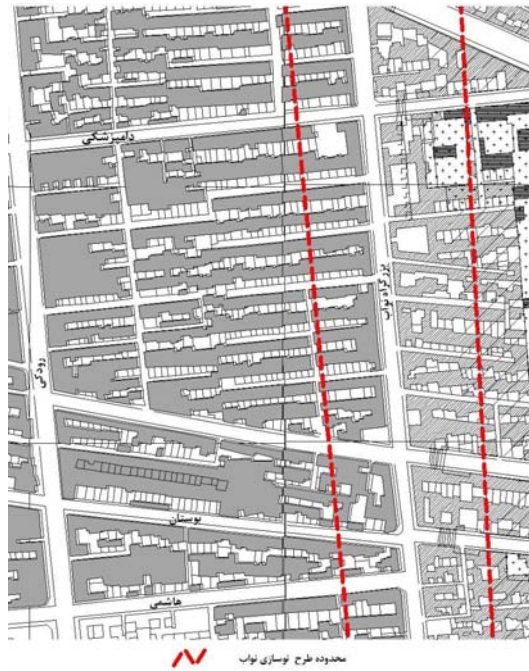 دامپزشکی
بزرگراه نواب
رودکی
بوستان
هاشمی
محدوده طرح نوسازی نواب